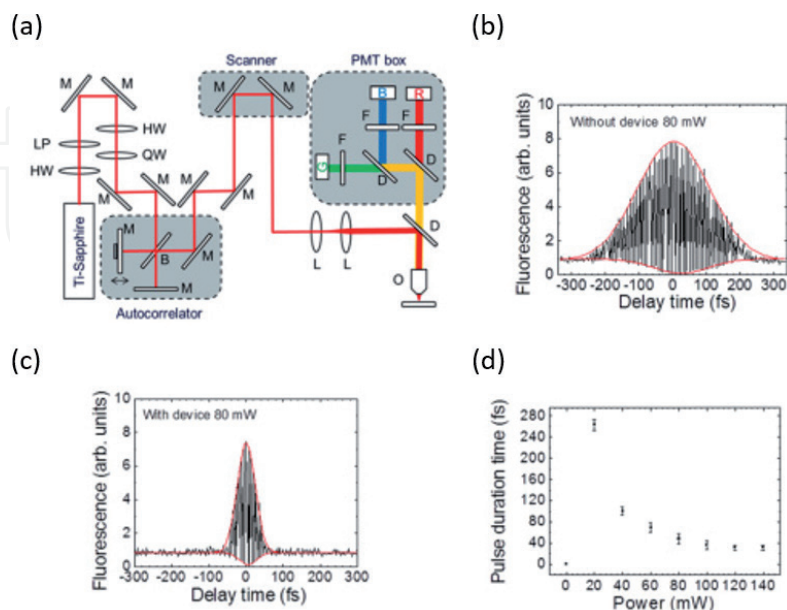 (a)
Scanner
PMT box
M M
M M
B R
F F
G F
D D
LP
HW
HW
QW
M M M M
D
Ti-Sapphire
M
B
M
M
L L
O
Autocorrelator
(b)
Without device 80 mW
Fluorescence (arb. units)
10
8
6
4
2
0
-300 -200 -100 0 100 200 300
Delay time (fs)
(c)
With device 80 mW
Fluorescence (arb. units)
10
8
6
4
2
0
-300 -200 -100 0 100 200 300
Delay time (fs)
(d)
Pulse duration time (fs)
280
240
200
160
120
80
40
0
0 20 40 60 80 100 120 140
Power (mW)